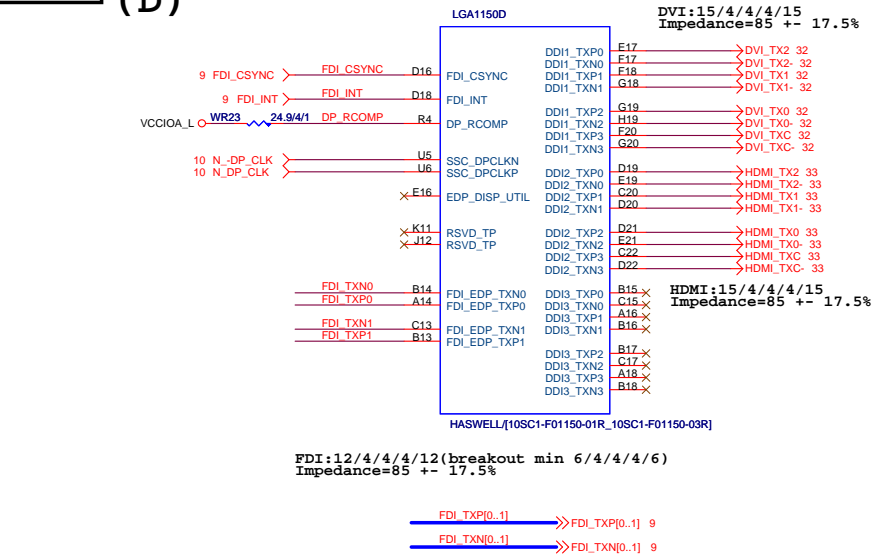 (D)
LGA1150D
DVI:15/4/4/4/15
Impedance=85 +- 17.5%
9 FDI_CSYNC FDI_CSYNC D16 FDI_CSYNC
9 FDI_INT FDI_INT D18 FDI_INT
VCCIOA_L WR23 24.9/4/1 DP_RCOMP R4 DP_RCOMP
10 N_-DP_CLK U5 SSC_DPCLKN
10 N_DP_CLK U6 SSC_DPCLKP
E16 EDP_DISP_UTIL
K11 RSVD_TP
J12 RSVD_TP
FDI_TXN0 B14 FDI_EDP_TXN0
FDI_TXP0 A14 FDI_EDP_TXP0
FDI_TXN1 C13 FDI_EDP_TXN1
FDI_TXP1 B13 FDI_EDP_TXP1
DDI1_TXP0 E17 DVI_TX2 32
DDI1_TXN0 F17 DVI_TX2- 32
DDI1_TXP1 F18 DVI_TX1 32
DDI1_TXN1 G18 DVI_TX1- 32
DDI1_TXP2 G19 DVI_TX0 32
DDI1_TXN2 H19 DVI_TX0- 32
DDI1_TXP3 F20 DVI_TXC 32
DDI1_TXN3 G20 DVI_TXC- 32
DDI2_TXP0 D19 HDMI_TX2 33
DDI2_TXN0 E19 HDMI_TX2- 33
DDI2_TXP1 C20 HDMI_TX1 33
DDI2_TXN1 D20 HDMI_TX1- 33
DDI2_TXP2 D21 HDMI_TX0 33
DDI2_TXN2 E21 HDMI_TX0- 33
DDI2_TXP3 C22 HDMI_TXC 33
DDI2_TXN3 D22 HDMI_TXC- 33
HDMI:15/4/4/4/15
Impedance=85 +- 17.5%
DDI3_TXP0 B15
DDI3_TXN0 C15
DDI3_TXP1 A16
DDI3_TXN1 B16
DDI3_TXP2 B17
DDI3_TXN2 C17
DDI3_TXP3 A18
DDI3_TXN3 B18
HASWELL/[10SC1-F01150-01R_10SC1-F01150-03R]
FDI:12/4/4/4/12(breakout min 6/4/4/4/6)
Impedance=85 +- 17.5%
FDI_TXP[0..1] FDI_TXP[0..1] 9
FDI_TXN[0..1] FDI_TXN[0..1] 9